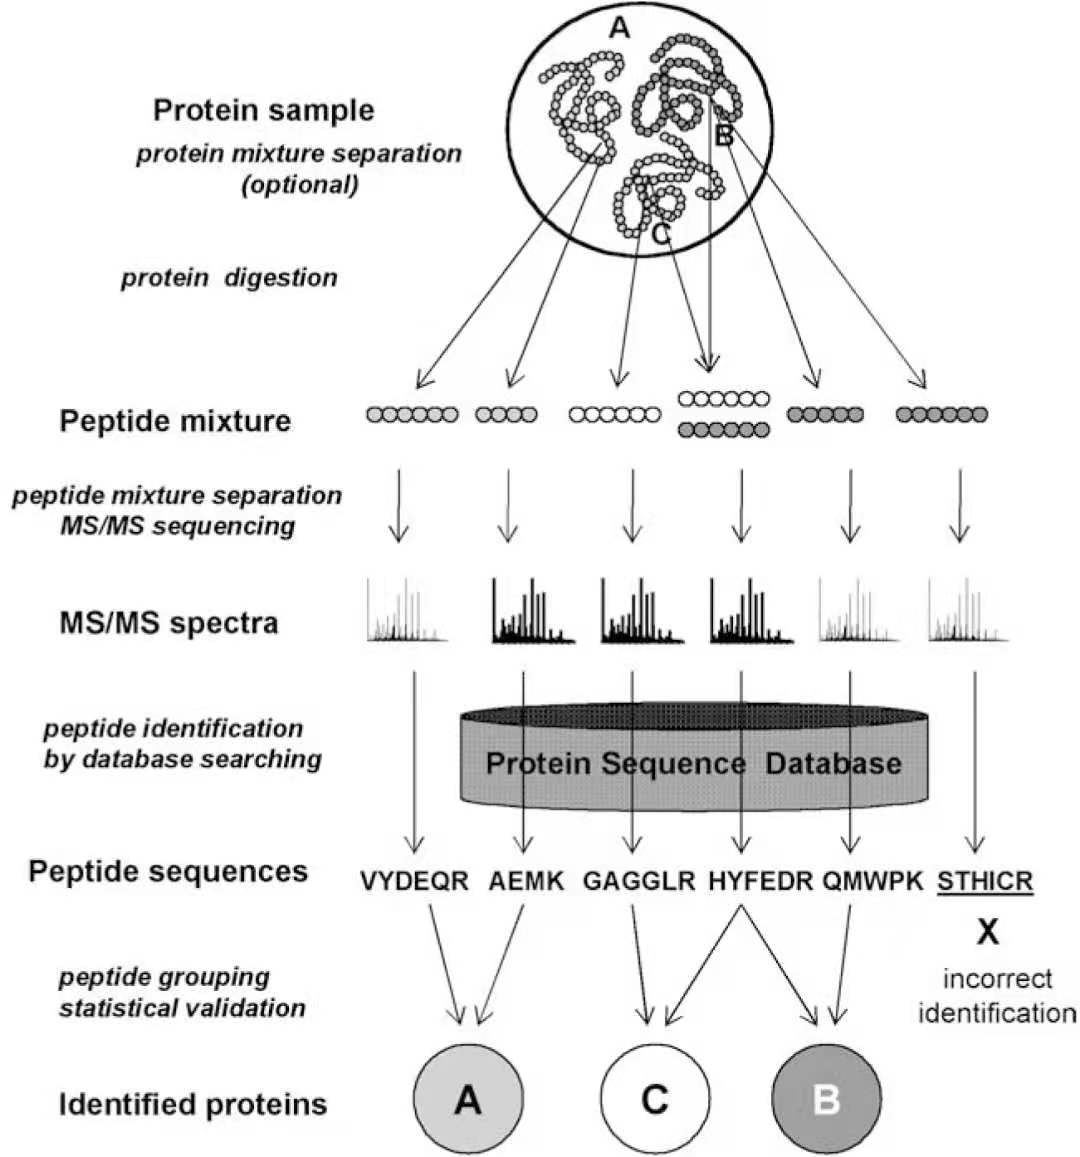 A
B
C
Protein sample
protein mixture separation
(optional)
protein digestion
Peptide mixture
peptide mixture separation
MS/MS sequencing
MS/MS spectra
peptide identification
by database searching
Protein Sequence Database
Peptide sequences
VYDEQR AEMK GAGGLR HYFEDR QMWPK STHICR
X
incorrect
identification
peptide grouping
statistical validation
Identified proteins
A C B